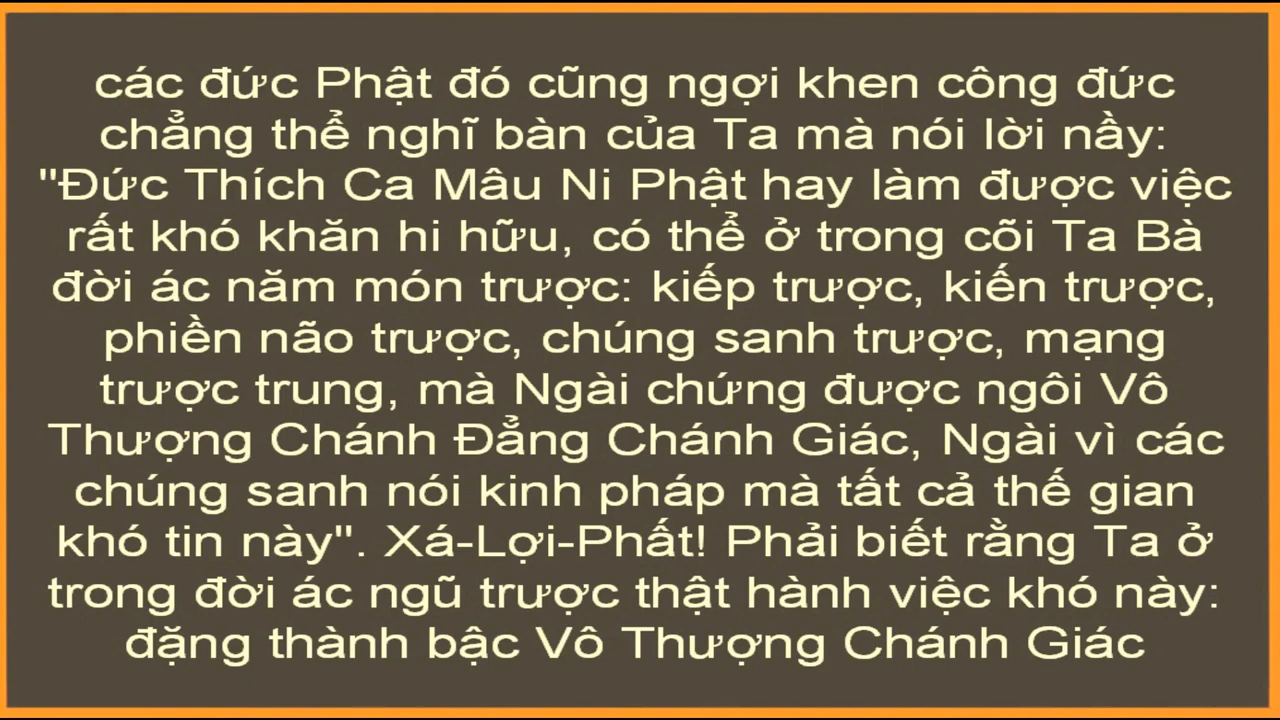 các đức Phật đó cũng ngợi khen công đức
chẳng thể nghĩ bàn của Ta mà nói lời nầy:
"Đức Thích Ca Mâu Ni Phật hay làm được việc
rất khó khăn hi hữu, có thể ở trong cõi Ta Bà
đời ác năm món trược: kiếp trược, kiến trược,
phiền não trược, chúng sanh trược, mạng
trược trung, mà Ngài chứng được ngôi Vô
Thượng Chánh Đẳng Chánh Giác, Ngài vì các
chúng sanh nói kinh pháp mà tất cả thế gian
khó tin này". Xá-Lợi-Phất! Phải biết rằng Ta ở
trong đời ác ngũ trược thật hành việc khó này:
đặng thành bậc Vô Thượng Chánh Giác